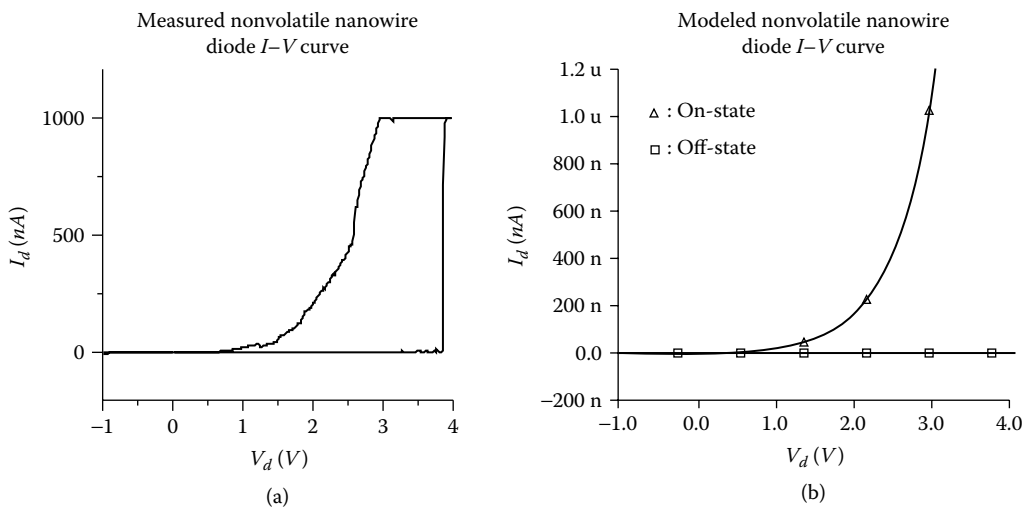 Measured nonvolatile nanowire
diode I–V curve
1000
500
0
I_d (nA)
−1 0 1 2 3 4
V_d (V)
(a)
Modeled nonvolatile nanowire
diode I–V curve
1.2 u
1.0 u
800 n
600 n
400 n
200 n
0.0
−200 n
I_d (nA)
: On-state
: Off-state
−1.0 0.0 1.0 2.0 3.0 4.0
V_d (V)
(b)